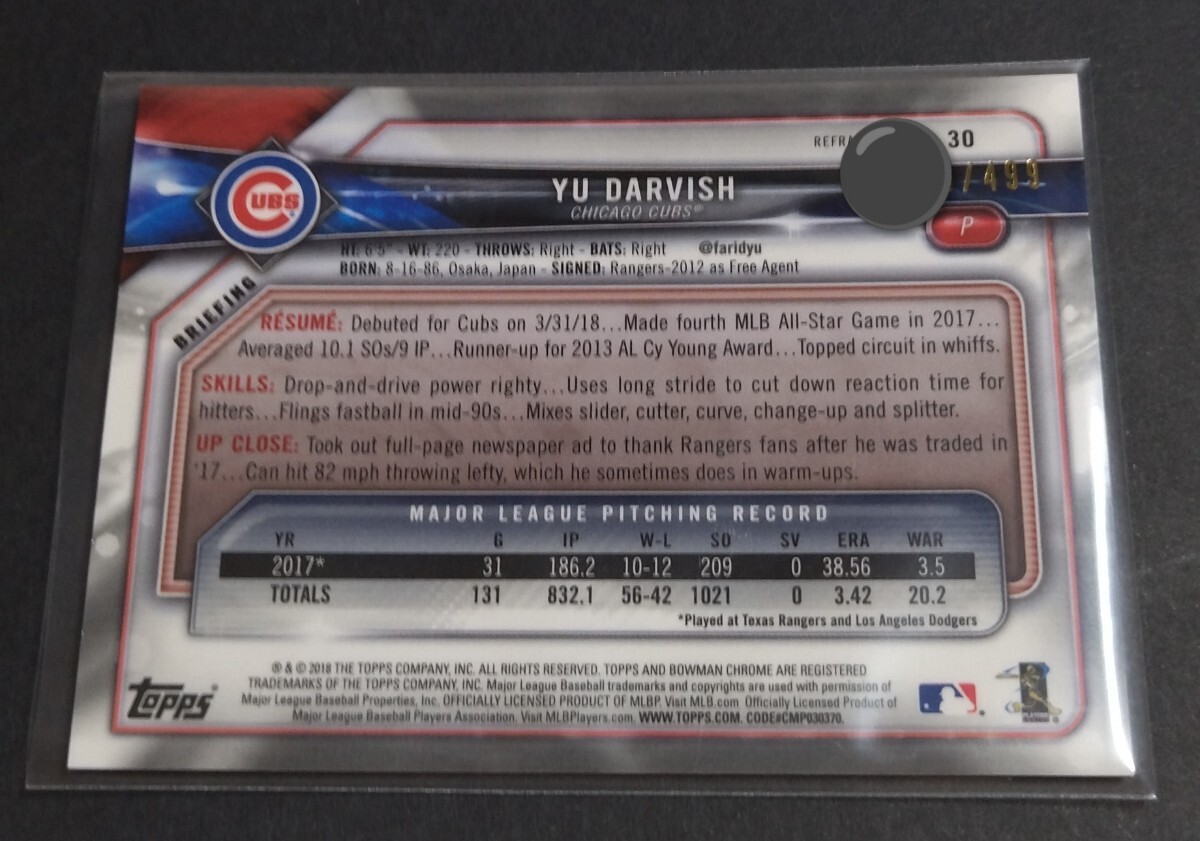 30
REFR
/499
CUBS
YU DARVISH
CHICAGO CUBS®
P
HT: 6'5" - WT: 220 - THROWS: Right - BATS: Right @faridyu
BORN: 8-16-86, Osaka, Japan - SIGNED: Rangers-2012 as Free Agent
BRIEFING
RÉSUMÉ: Debuted for Cubs on 3/31/18...Made fourth MLB All-Star Game in 2017...
Averaged 10.1 SOs/9 IP...Runner-up for 2013 AL Cy Young Award...Topped circuit in whiffs.
SKILLS: Drop-and-drive power righty...Uses long stride to cut down reaction time for
hitters...Flings fastball in mid-90s...Mixes slider, cutter, curve, change-up and splitter.
UP CLOSE: Took out full-page newspaper ad to thank Rangers fans after he was traded in
'17...Can hit 82 mph throwing lefty, which he sometimes does in warm-ups.
MAJOR LEAGUE PITCHING RECORD
YR G IP W-L SO SV ERA WAR
2017* 31 186.2 10-12 209 0 38.56 3.5
TOTALS 131 832.1 56-42 1021 0 3.42 20.2
*Played at Texas Rangers and Los Angeles Dodgers
® & © 2018 THE TOPPS COMPANY, INC. ALL RIGHTS RESERVED. TOPPS AND BOWMAN CHROME ARE REGISTERED
TRADEMARKS OF THE TOPPS COMPANY, INC. Major League Baseball trademarks and copyrights are used with permission of
Major League Baseball Properties, Inc. OFFICIALLY LICENSED PRODUCT OF MLBP. Visit MLB.com Officially Licensed Product of
Major League Baseball Players Association. Visit MLBPlayers.com. WWW.TOPPS.COM. CODE#CMP030370.
Topps